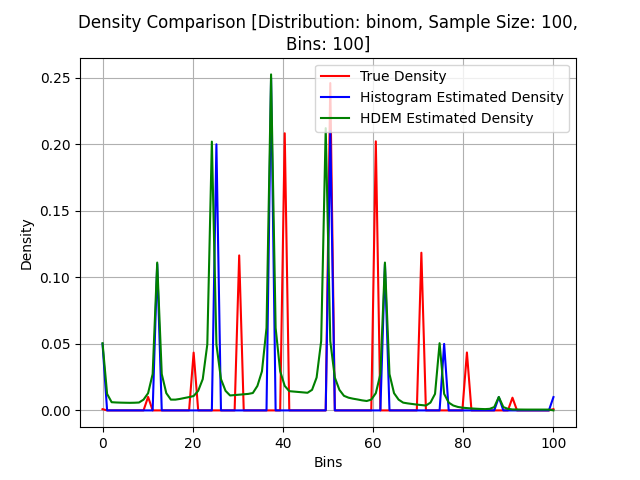 Density Comparison [Distribution: binom, Sample Size: 100,
Bins: 100]
True Density
Histogram Estimated Density
HDEM Estimated Density
Density
0.25
0.20
0.15
0.10
0.05
0.00
0 20 40 60 80 100
Bins